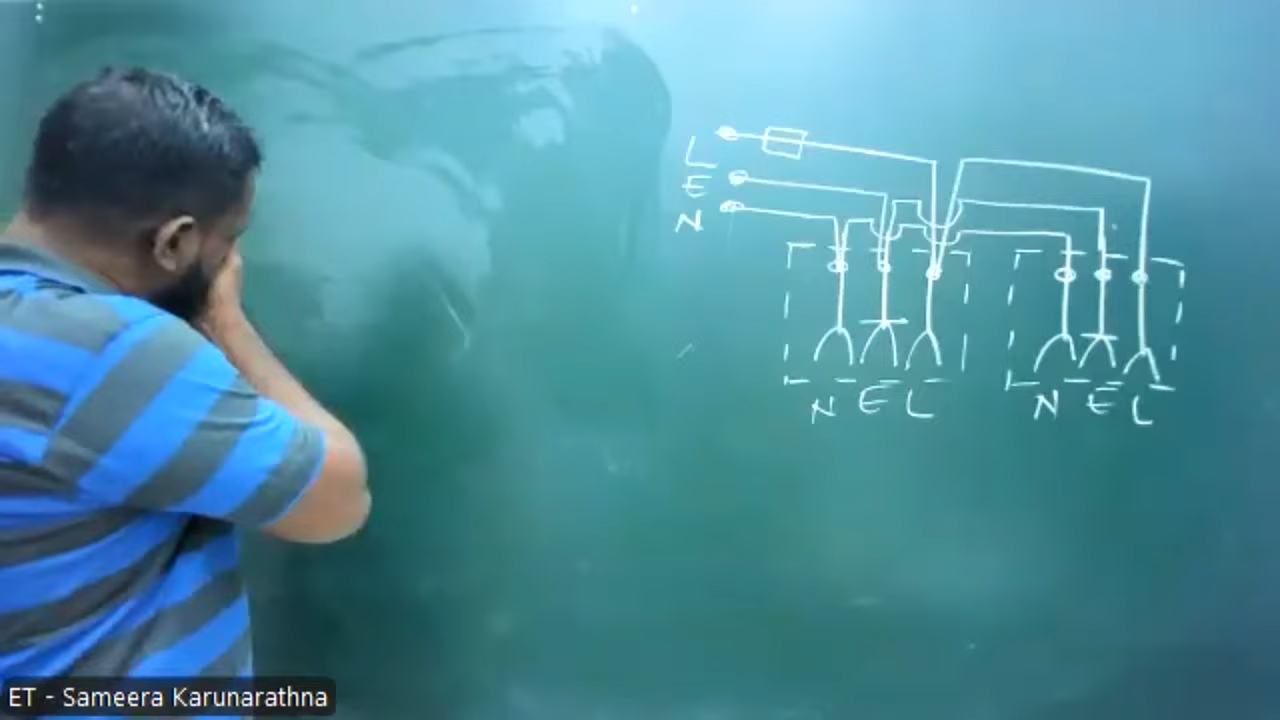 L
E
N
N E L
N E L
ET - Sameera Karunarathna